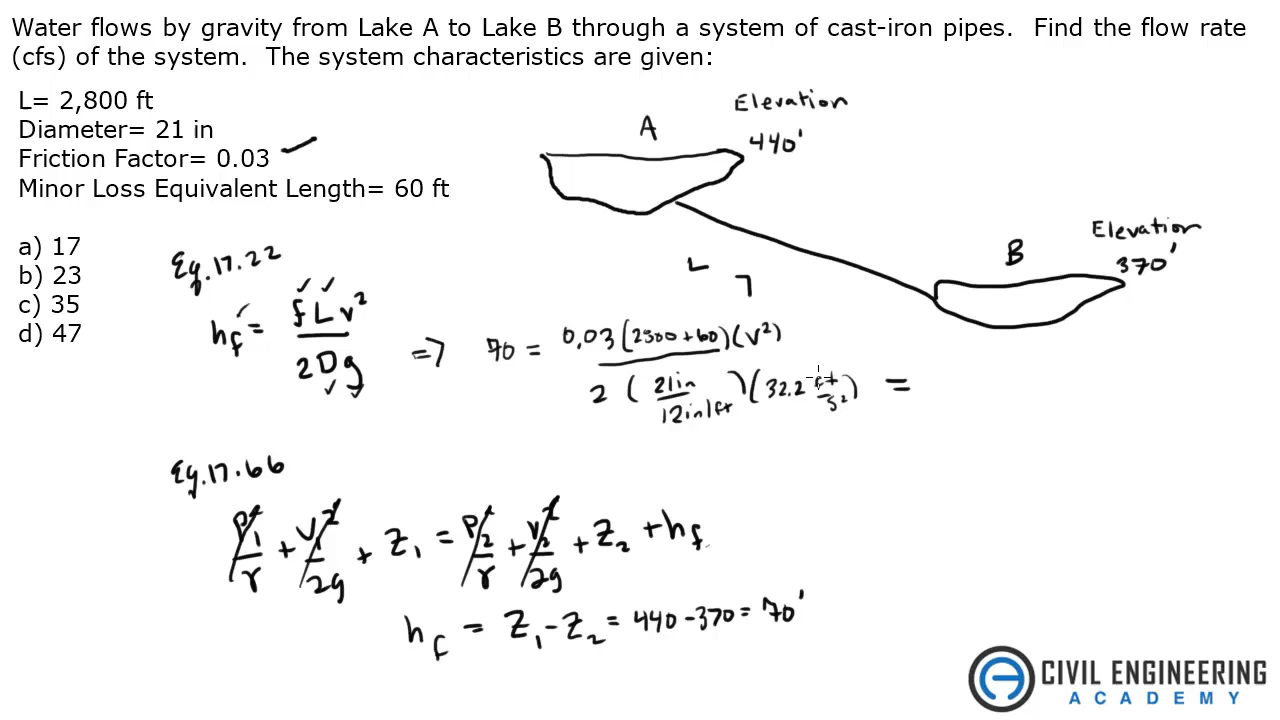 Water flows by gravity from Lake A to Lake B through a system of cast-iron pipes. Find the flow rate
(cfs) of the system. The system characteristics are given:
L= 2,800 ft
Diameter= 21 in
Friction Factor= 0.03
Minor Loss Equivalent Length= 60 ft
a) 17
b) 23
c) 35
d) 47
A
Elevation
440'
B
Elevation
370'
L
Eq. 17.22
hf = fLv²/2Dg => 70 = 0.03(2800+60)(v²) / 2(21in/12in/ft)(32.2 ft/s²) =
Eq. 17.66
P₁/γ + V₁²/2g + Z₁ = P₂/γ + V₂²/2g + Z₂ + hf
hf = Z₁ - Z₂ = 440 - 370 = 70'
CIVIL ENGINEERING
ACADEMY